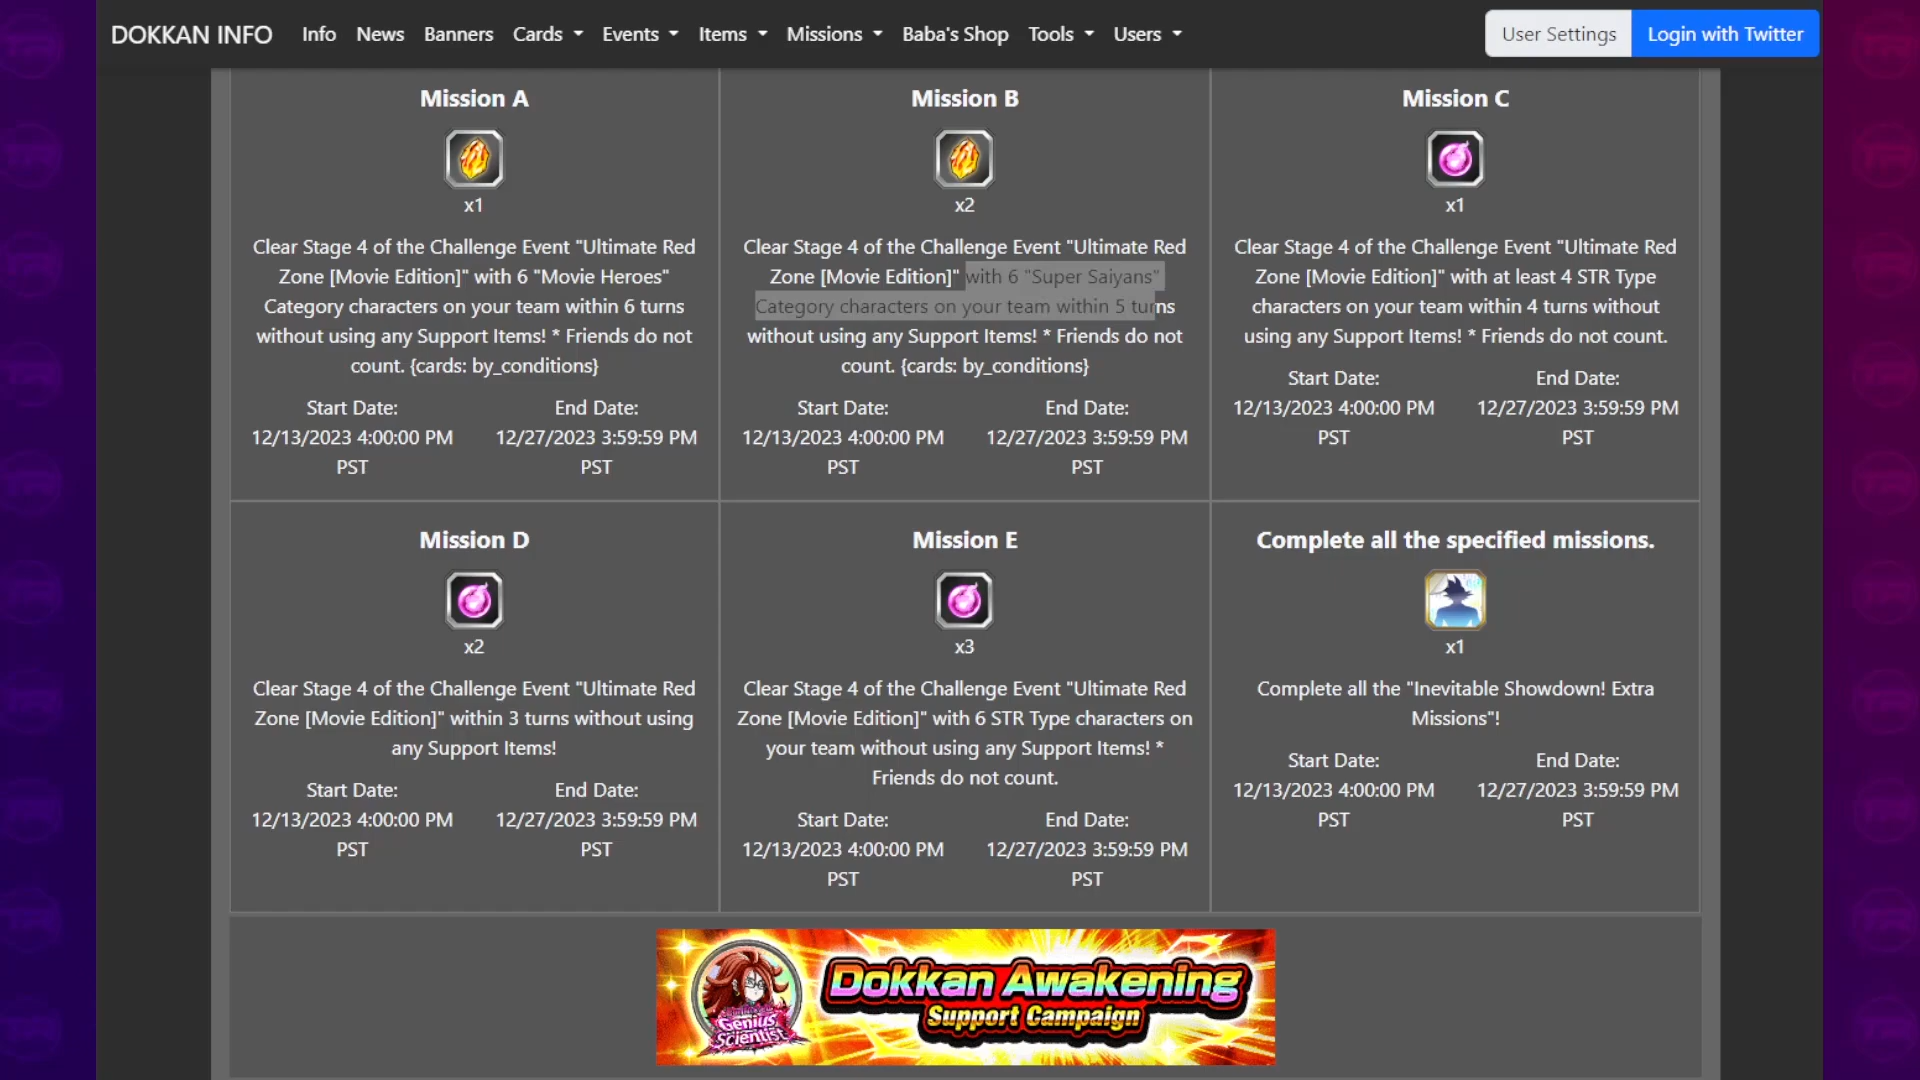 DOKKAN INFO Info News Banners Cards Events Items Missions Baba's Shop Tools Users User Settings Login with Twitter
Mission A
x1
Clear Stage 4 of the Challenge Event "Ultimate Red
Zone [Movie Edition]" with 6 "Movie Heroes"
Category characters on your team within 6 turns
without using any Support Items! * Friends do not
count. {cards: by_conditions}
Start Date:
12/13/2023 4:00:00 PM
PST
End Date:
12/27/2023 3:59:59 PM
PST
Mission B
x2
Clear Stage 4 of the Challenge Event "Ultimate Red
Zone [Movie Edition]" with 6 "Super Saiyans"
Category characters on your team within 5 turns
without using any Support Items! * Friends do not
count. {cards: by_conditions}
Start Date:
12/13/2023 4:00:00 PM
PST
End Date:
12/27/2023 3:59:59 PM
PST
Mission C
x1
Clear Stage 4 of the Challenge Event "Ultimate Red
Zone [Movie Edition]" with at least 4 STR Type
characters on your team within 4 turns without
using any Support Items! * Friends do not count.
Start Date:
12/13/2023 4:00:00 PM
PST
End Date:
12/27/2023 3:59:59 PM
PST
Mission D
x2
Clear Stage 4 of the Challenge Event "Ultimate Red
Zone [Movie Edition]" within 3 turns without using
any Support Items!
Start Date:
12/13/2023 4:00:00 PM
PST
End Date:
12/27/2023 3:59:59 PM
PST
Mission E
x3
Clear Stage 4 of the Challenge Event "Ultimate Red
Zone [Movie Edition]" with 6 STR Type characters on
your team without using any Support Items! *
Friends do not count.
Start Date:
12/13/2023 4:00:00 PM
PST
End Date:
12/27/2023 3:59:59 PM
PST
Complete all the specified missions.
x1
Complete all the "Inevitable Showdown! Extra
Missions"!
Start Date:
12/13/2023 4:00:00 PM
PST
End Date:
12/27/2023 3:59:59 PM
PST
Genius
Scientist
Dokkan Awakening
Support Campaign